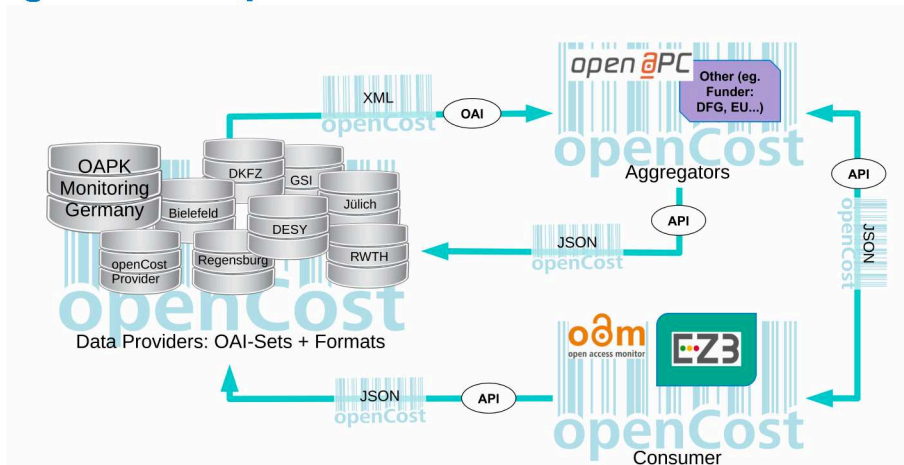 open aPC
Other (eg.
Funder:
DFG, EU...)
XML
OAI
openCost
openCost
Aggregators
OAPK
Monitoring
Germany
DKFZ
GSI
Bielefeld
Jülich
DESY
openCost
Provider
Regensburg
RWTH
openCost
Data Providers: OAI-Sets + Formats
API
JSON
openCost
API
JSON
openCost
oam
open access monitor
EZ3
JSON
API
openCost
openCost
Consumer